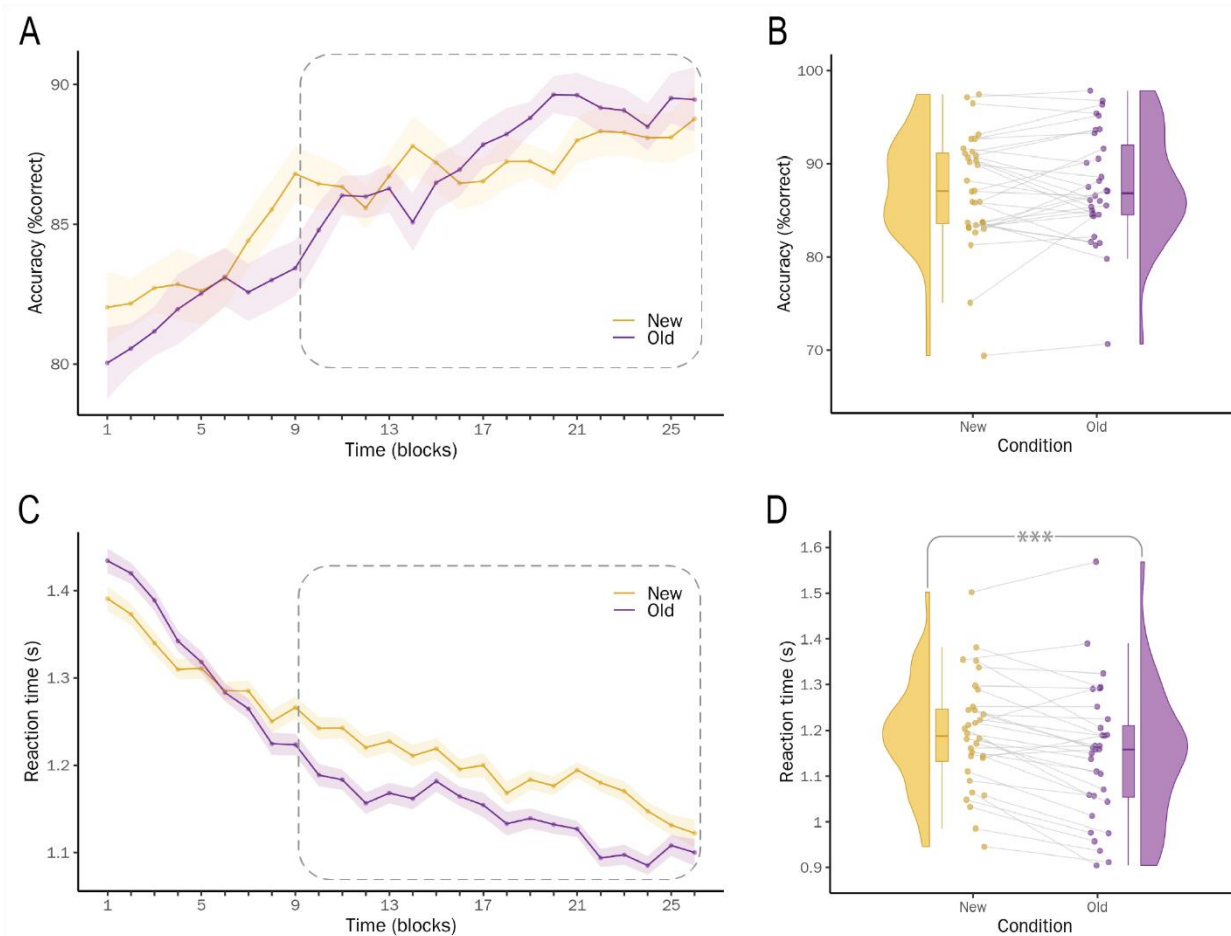 A
Accuracy (%correct)
90
85
80
New
Old
1 5 9 13 17 21 25
Time (blocks)
B
Accuracy (%correct)
100
90
80
70
New Old
Condition
C
Reaction time (s)
1.4
1.3
1.2
1.1
New
Old
1 5 9 13 17 21 25
Time (blocks)
D
***
Reaction time (s)
1.6
1.5
1.4
1.3
1.2
1.1
1
0.9
New Old
Condition